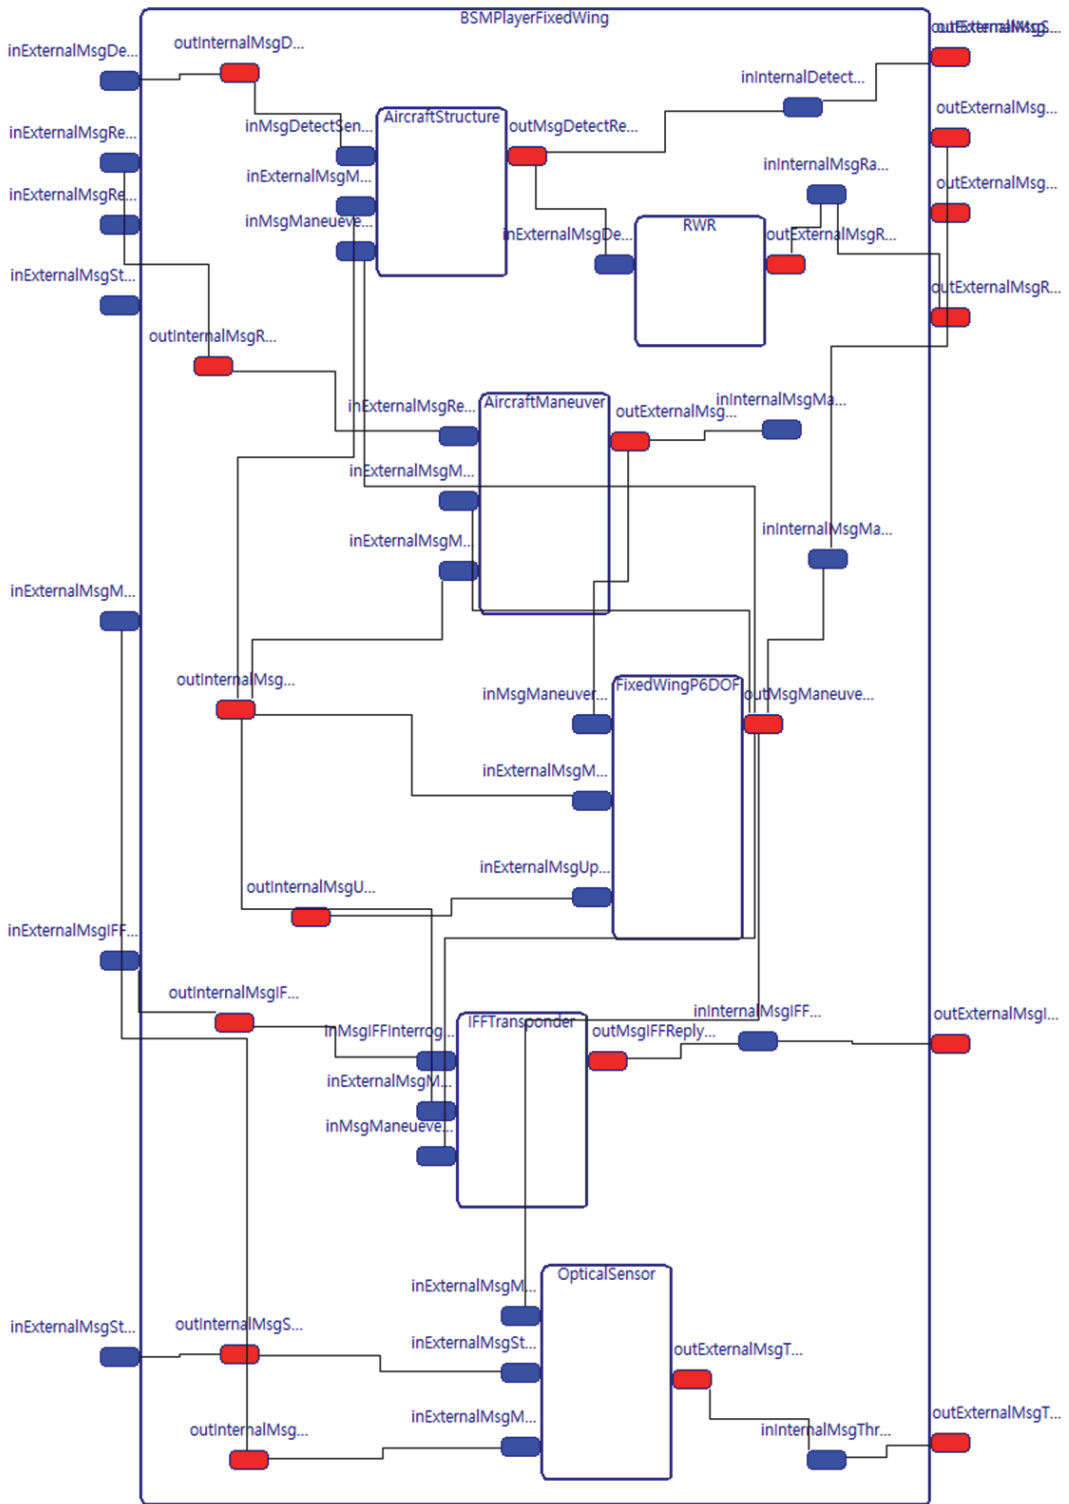 BSMPlayerFixedWing
inExternalMsgDe...
outInternalMsgD...
outExternalMsgS...
inInternalDetect...
inExternalMsgRe...
inMsgDetectSen...
AircraftStructure
outMsgDetectRe...
outExternalMsg...
inExternalMsgRe...
inExternalMsgM...
inInternalMsgRa...
outExternalMsg...
inMsgManeueve...
inExternalMsgDe...
RWR
outExternalMsgR...
inExternalMsgSt...
outExternalMsgR...
outInternalMsgR...
inExternalMsgRe...
AircraftManeuver
outExternalMsg...
inInternalMsgMa...
inExternalMsgM...
inExternalMsgM...
inInternalMsgMa...
inExternalMsgM...
outInternalMsg...
inMsgManeuver...
FixedWingP6DOF
outMsgManeuve...
inExternalMsgM...
inExternalMsgUp...
outInternalMsgU...
inExternalMsgIFF...
outInternalMsgIF...
inMsgIFFInterrog...
IFFTransponder
outMsgIFFReply...
inInternalMsgIFF...
outExternalMsgI...
inExternalMsgM...
inMsgManeueve...
inExternalMsgM...
OpticalSensor
inExternalMsgSt...
outInternalMsgS...
inExternalMsgSt...
outExternalMsgT...
outInternalMsg...
inExternalMsgM...
inInternalMsgThr...
outExternalMsgT...